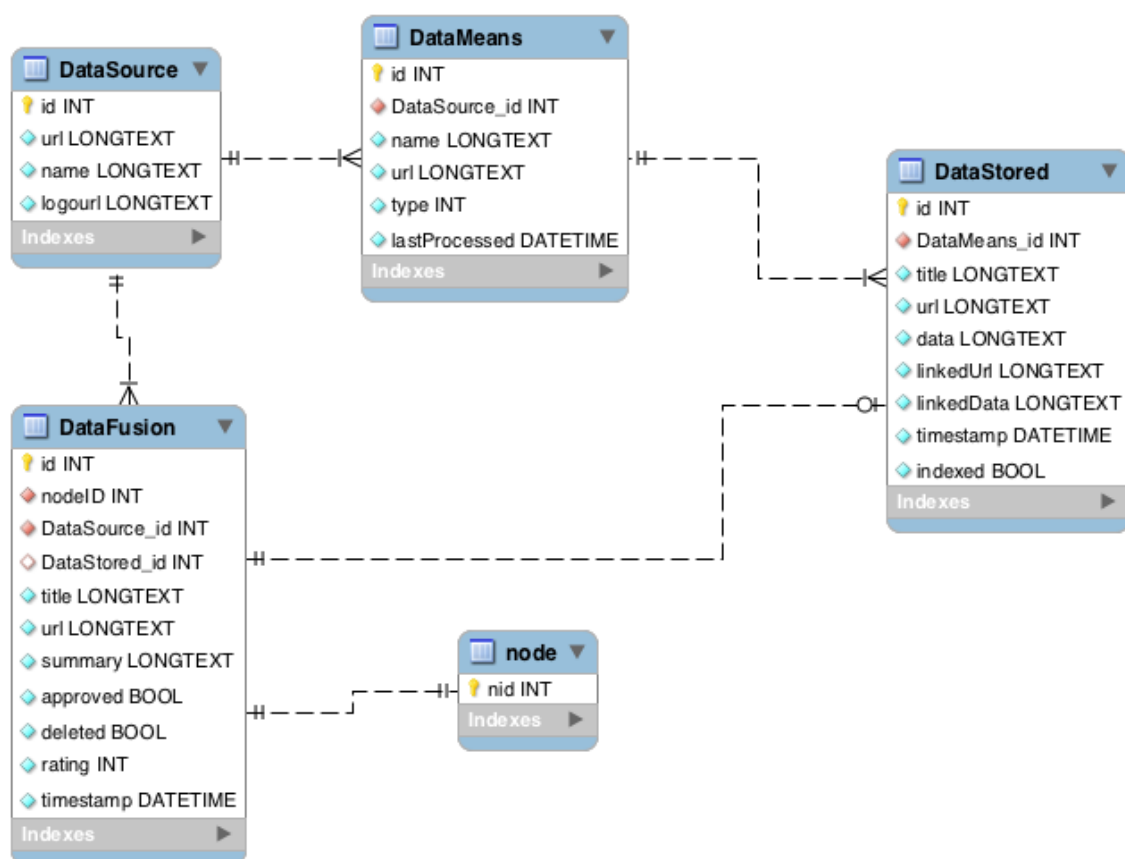 DataSource
id INT
url LONGTEXT
name LONGTEXT
logourl LONGTEXT
Indexes
DataMeans
id INT
DataSource_id INT
name LONGTEXT
url LONGTEXT
type INT
lastProcessed DATETIME
Indexes
DataStored
id INT
DataMeans_id INT
title LONGTEXT
url LONGTEXT
data LONGTEXT
linkedUrl LONGTEXT
linkedData LONGTEXT
timestamp DATETIME
indexed BOOL
Indexes
DataFusion
id INT
nodeID INT
DataSource_id INT
DataStored_id INT
title LONGTEXT
url LONGTEXT
summary LONGTEXT
approved BOOL
deleted BOOL
rating INT
timestamp DATETIME
Indexes
node
nid INT
Indexes